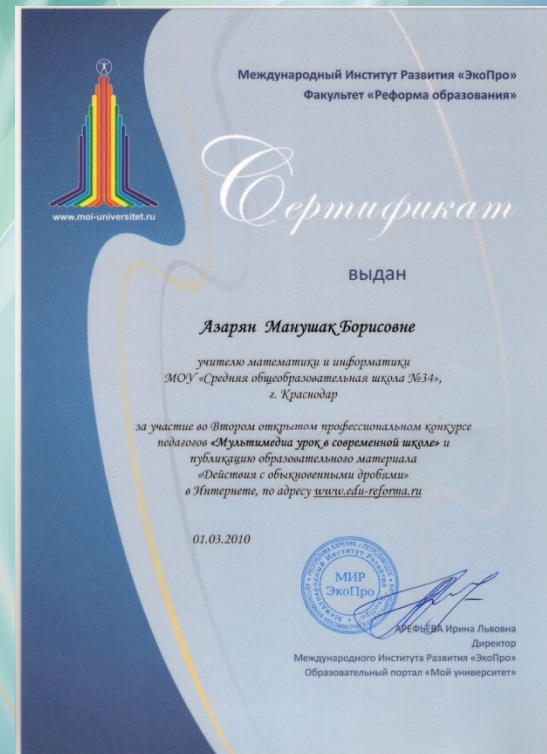 Международный Институт Развития «ЭкоПро»
Факультет «Реформа образования»
www.moi-universitet.ru
Сертификат
выдан
Азарян Манушак Борисовне
учителю математики и информатики
МОУ «Средняя общеобразовательная школа №34»,
г. Краснодар
за участие во Втором открытом профессиональном конкурсе
педагогов «Мультимедиа урок в современной школе» и
публикацию образовательного материала
«Действия с обыкновенными дробями»
в Интернете, по адресу www.edu-reforma.ru
01.03.2010
Международный Институт Развития
МИР
ЭкоПро
АРЕФЬЕВА Ирина Львовна
Директор
Международного Института Развития «ЭкоПро»
Образовательный портал «Мой университет»